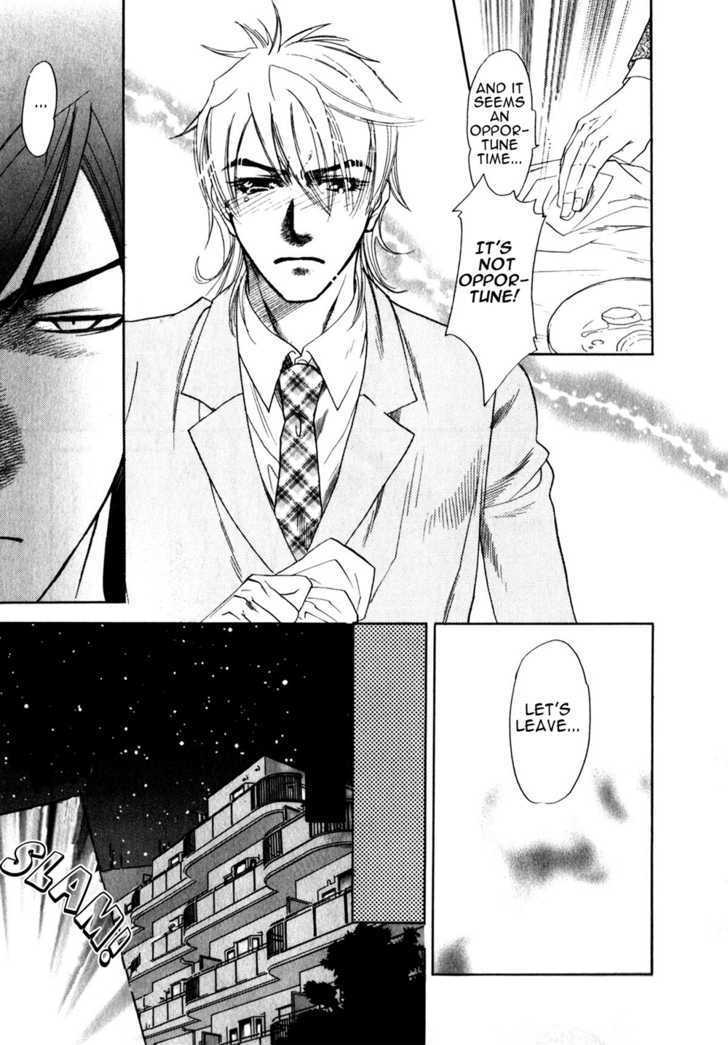 AND IT
SEEMS
AN
OPPOR-
TUNE
TIME...
IT'S
NOT
OPPOR-
TUNE!
...
LET'S
LEAVE...
SLAM!